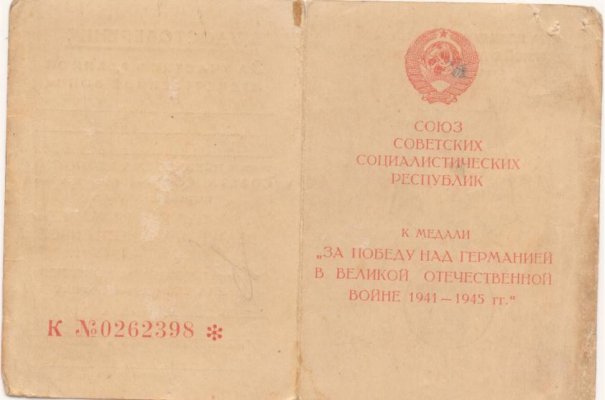 К №0262398 *
СОЮЗ
СОВЕТСКИХ
СОЦИАЛИСТИЧЕСКИХ
РЕСПУБЛИК
К МЕДАЛИ
„ЗА ПОБЕДУ НАД ГЕРМАНИЕЙ
В ВЕЛИКОЙ ОТЕЧЕСТВЕННОЙ
ВОЙНЕ 1941—1945 гг.“